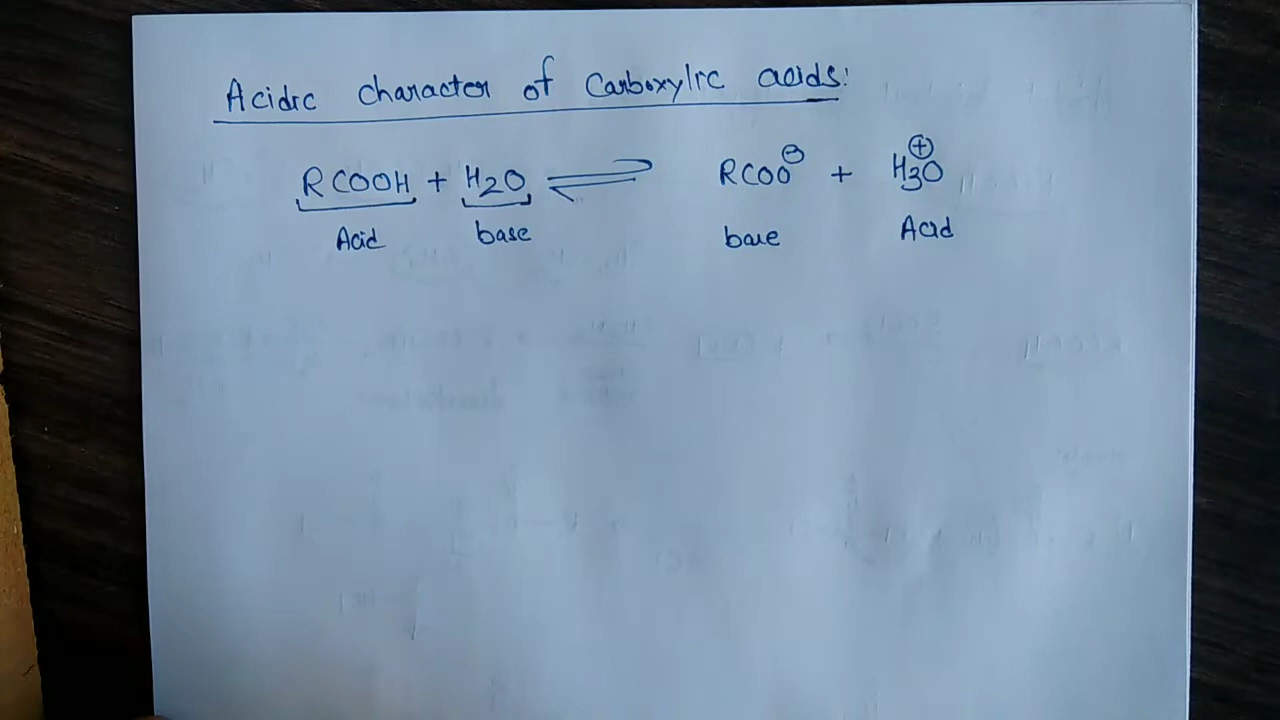 Acidic character of Carboxylic acids:
RCOOH + H2O ⇌ RCOO⊖ + H3O⊕
Acid base base Acid